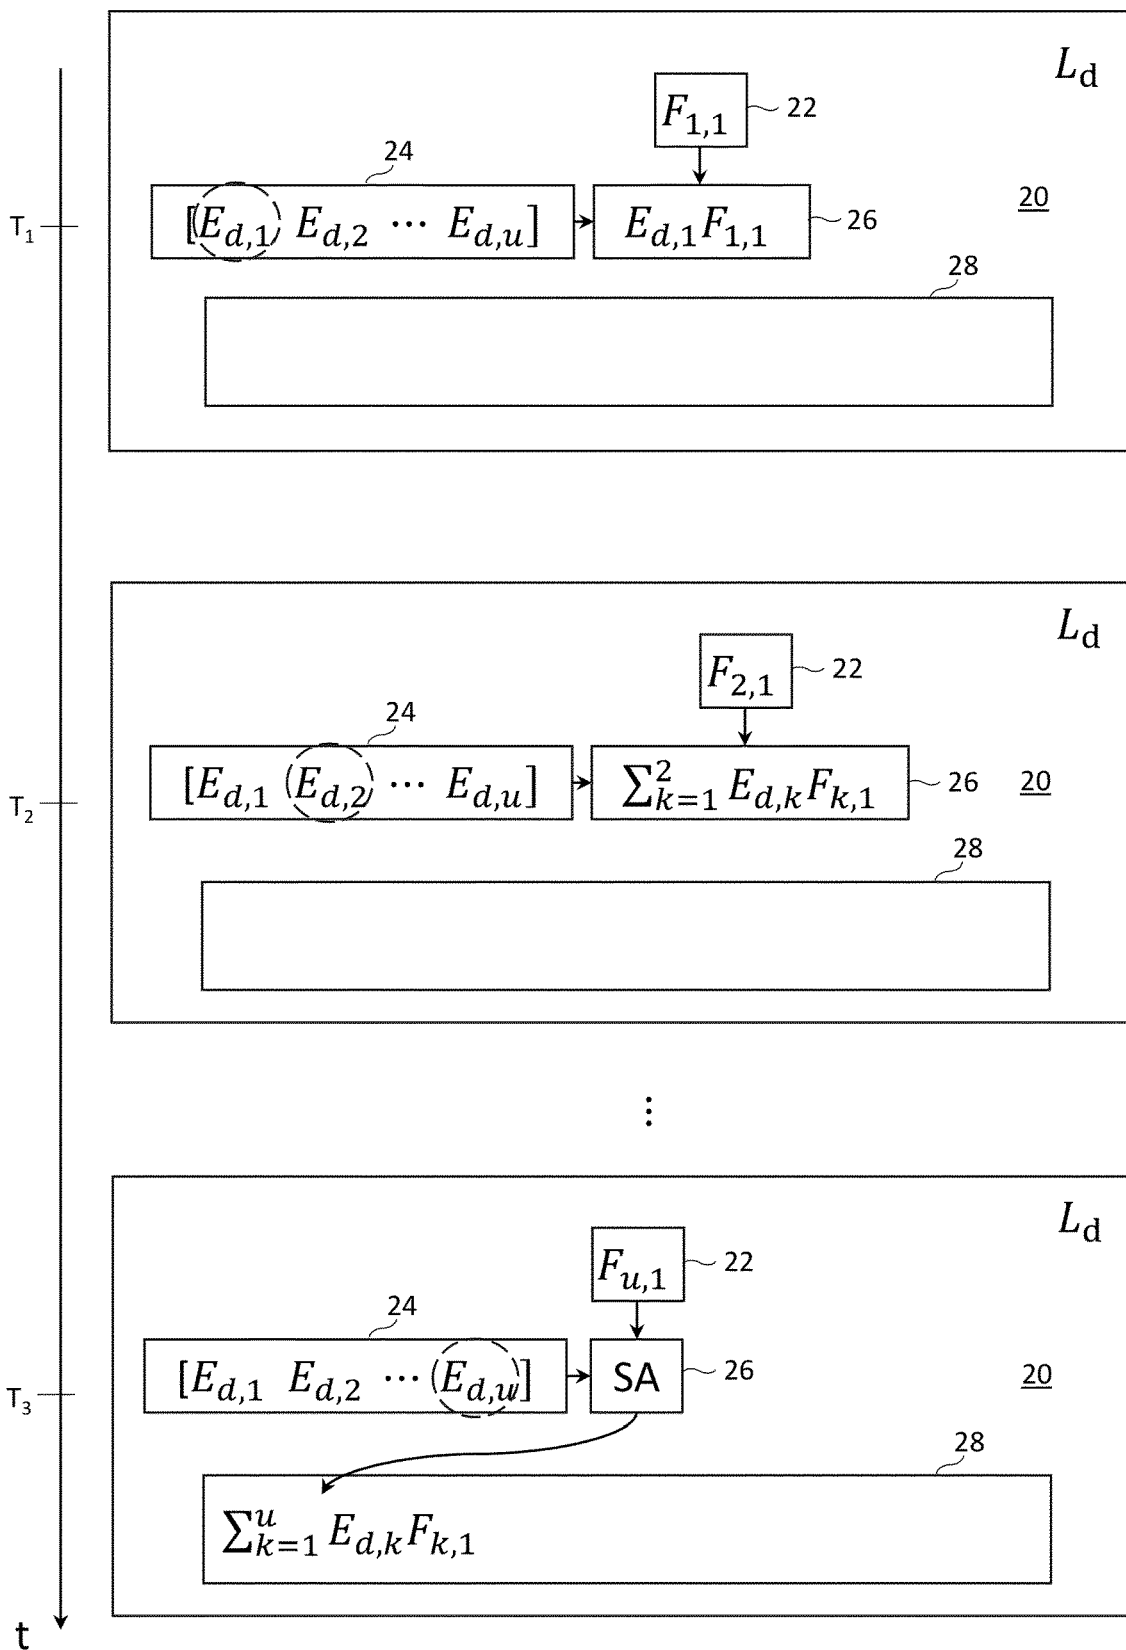 L_d
F_{1,1} 22
24
T_1 [E_{d,1} E_{d,2} ⋯ E_{d,u}] E_{d,1}F_{1,1} 26 20
28
L_d
F_{2,1} 22
24
T_2 [E_{d,1} E_{d,2} ⋯ E_{d,u}] ∑_{k=1}^{2} E_{d,k}F_{k,1} 26 20
28
⋮
L_d
F_{u,1} 22
24
T_3 [E_{d,1} E_{d,2} ⋯ E_{d,u}] SA 26 20
28
∑_{k=1}^{u} E_{d,k}F_{k,1}
t